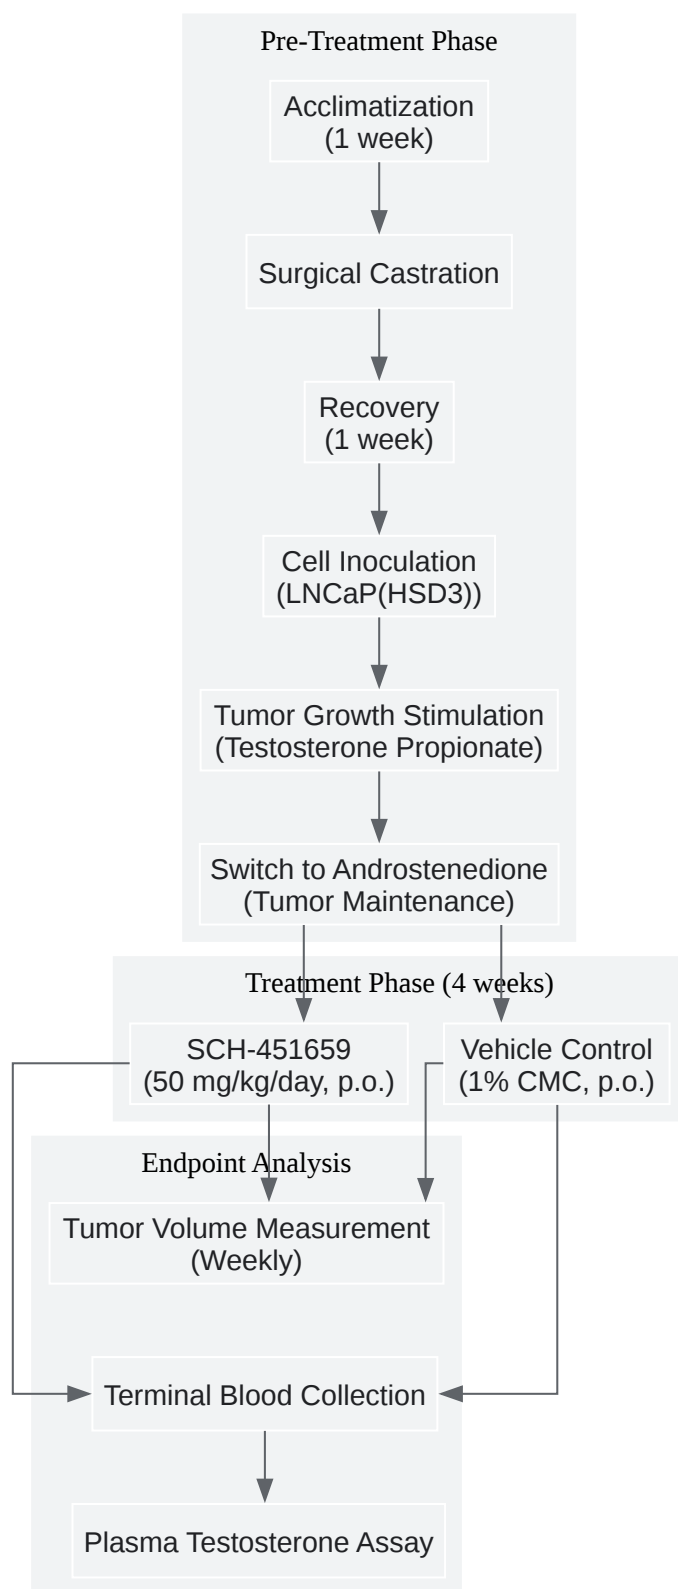 Pre-Treatment Phase
Acclimatization
(1 week)
Surgical Castration
Recovery
(1 week)
Cell Inoculation
(LNCaP(HSD3))
Tumor Growth Stimulation
(Testosterone Propionate)
Switch to Androstenedione
(Tumor Maintenance)
Treatment Phase (4 weeks)
SCH-451659
(50 mg/kg/day, p.o.)
Vehicle Control
(1% CMC, p.o.)
Endpoint Analysis
Tumor Volume Measurement
(Weekly)
Terminal Blood Collection
Plasma Testosterone Assay